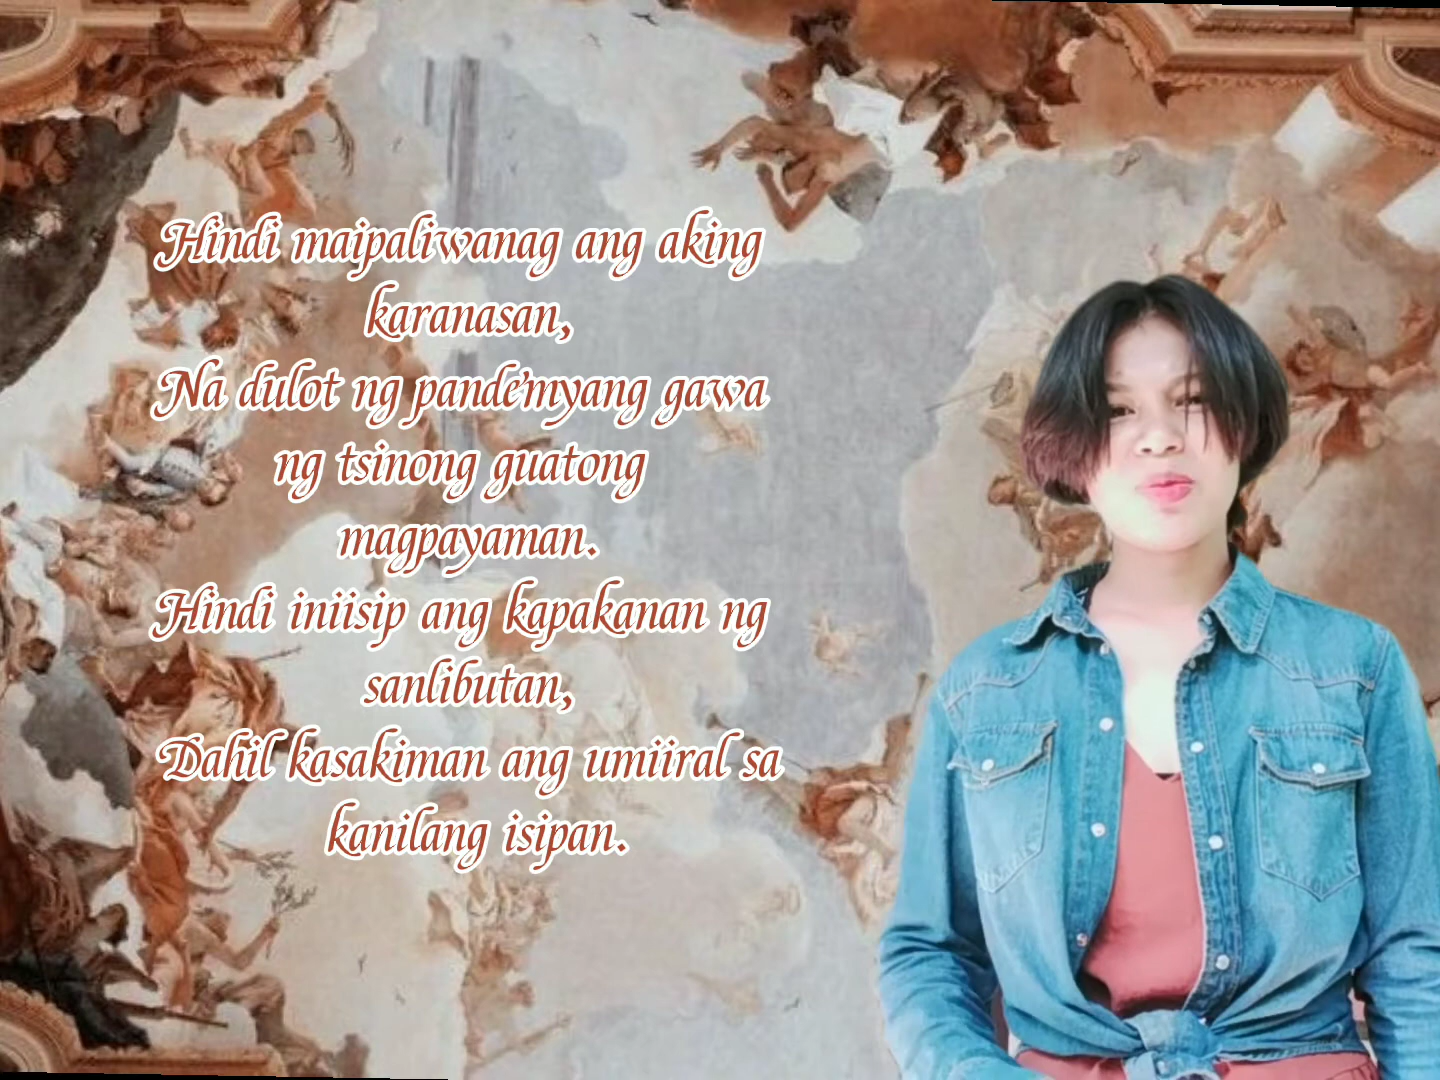 Hindi maipaliwanag ang aking
karanasan,
Na dulot ng pande'myang gawa
ng tsinong guatong
magpayaman.
Hindi iniisip ang kapakanan ng
sanlibutan,
Dahil kasakiman ang umiiral sa
kanilang isipan.